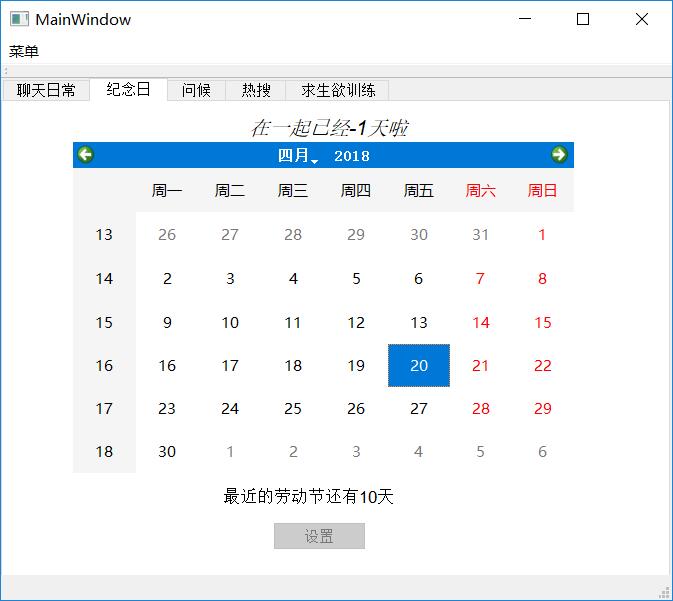 MainWindow
菜单
聊天日常 纪念日 问候 热搜 求生欲训练
在一起已经-1天啦
四月 2018
周一 周二 周三 周四 周五 周六 周日
13 26 27 28 29 30 31 1
14 2 3 4 5 6 7 8
15 9 10 11 12 13 14 15
16 16 17 18 19 20 21 22
17 23 24 25 26 27 28 29
18 30 1 2 3 4 5 6
最近的劳动节还有10天
设置